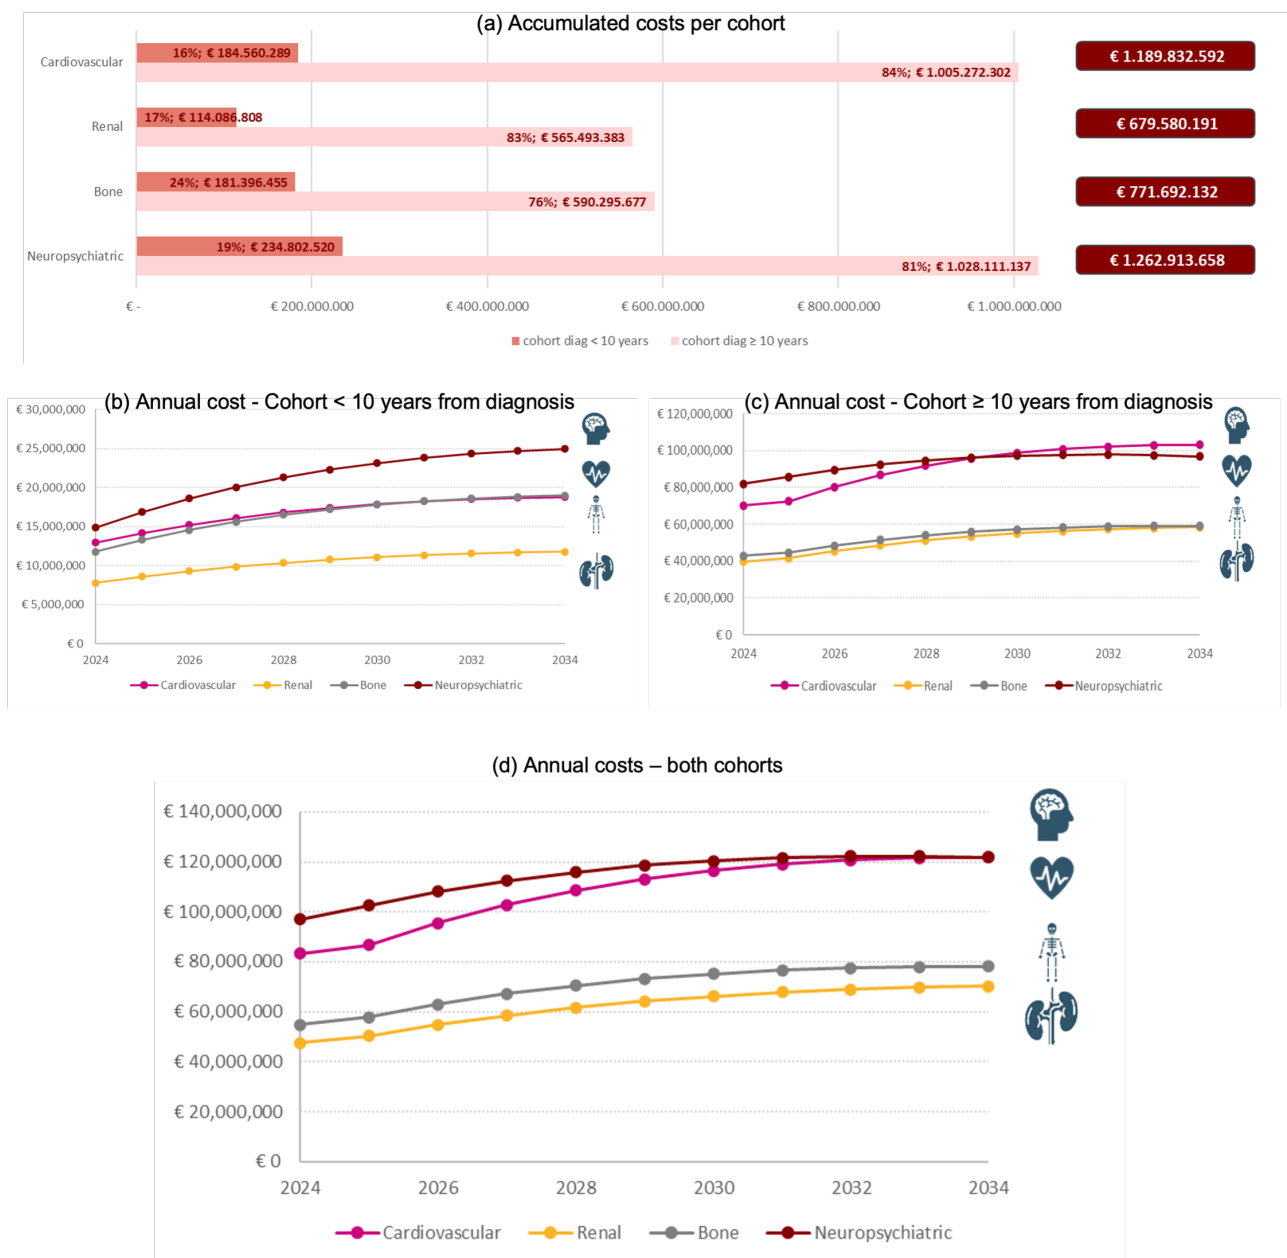 (a) Accumulated costs per cohort
Cardiovascular
16%; € 184.560.289
84%; € 1.005.272.302
€ 1.189.832.592
Renal
17%; € 114.086.808
83%; € 565.493.383
€ 679.580.191
Bone
24%; € 181.396.455
76%; € 590.295.677
€ 771.692.132
Neuropsychiatric
19%; € 234.802.520
81%; € 1.028.111.137
€ 1.262.913.658
€ - € 200.000.000 € 400.000.000 € 600.000.000 € 800.000.000 € 1.000.000.000
cohort diag < 10 years cohort diag ≥ 10 years
(b) Annual cost - Cohort < 10 years from diagnosis
€ 30,000,000
€ 25,000,000
€ 20,000,000
€ 15,000,000
€ 10,000,000
€ 5,000,000
€ 0
2024 2026 2028 2030 2032 2034
Cardiovascular Renal Bone Neuropsychiatric
(c) Annual cost - Cohort ≥ 10 years from diagnosis
€ 120,000,000
€ 100,000,000
€ 80,000,000
€ 60,000,000
€ 40,000,000
€ 20,000,000
€ 0
2024 2026 2028 2030 2032 2034
Cardiovascular Renal Bone Neuropsychiatric
(d) Annual costs – both cohorts
€ 140,000,000
€ 120,000,000
€ 100,000,000
€ 80,000,000
€ 60,000,000
€ 40,000,000
€ 20,000,000
€ 0
2024 2026 2028 2030 2032 2034
Cardiovascular Renal Bone Neuropsychiatric